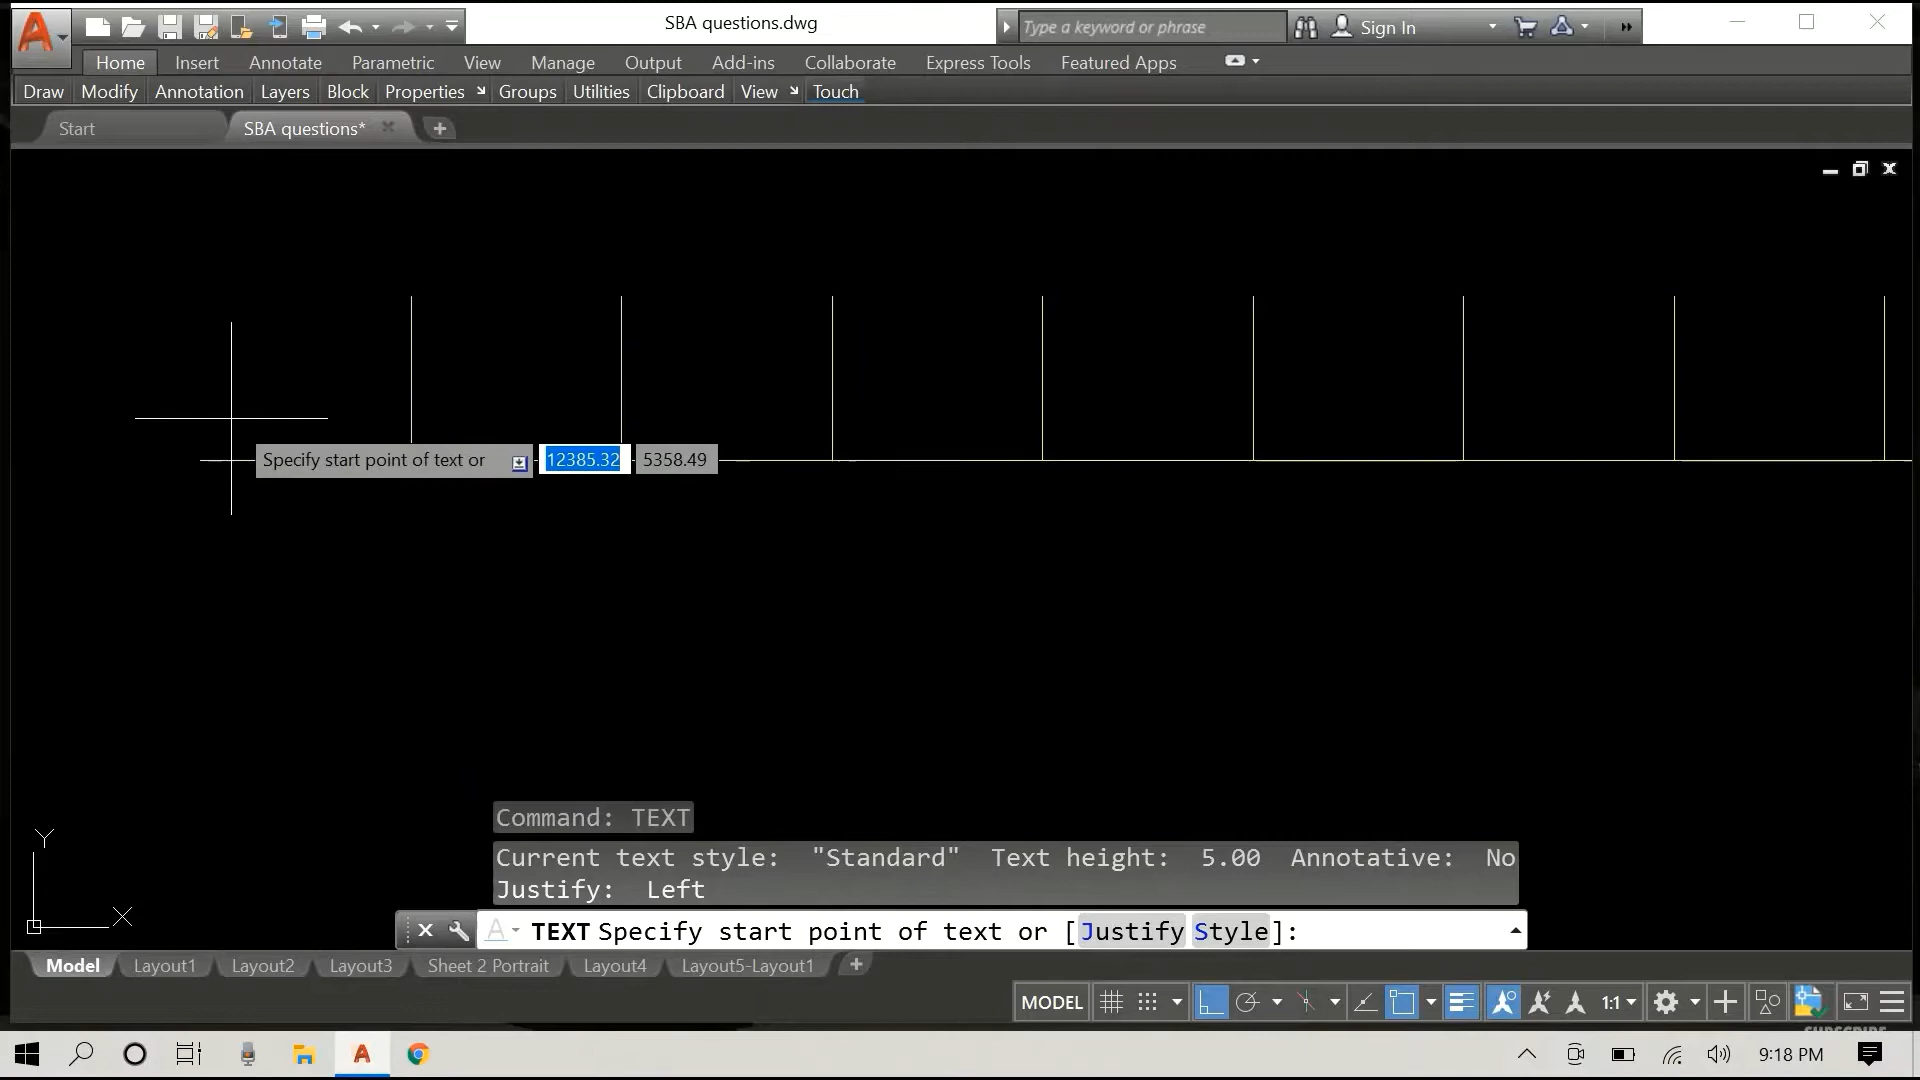 SBA questions.dwg
Type a keyword or phrase
Sign In
Home Insert Annotate Parametric View Manage Output Add-ins Collaborate Express Tools Featured Apps
Draw Modify Annotation Layers Block Properties Groups Utilities Clipboard View Touch
Start SBA questions*
Specify start point of text or 12385.32 5358.49
Y
X
Command: TEXT
Current text style: "Standard" Text height: 5.00 Annotative: No
Justify: Left
TEXT Specify start point of text or [Justify Style]:
Model Layout1 Layout2 Layout3 Sheet 2 Portrait Layout4 Layout5-Layout1
MODEL 1:1
9:18 PM